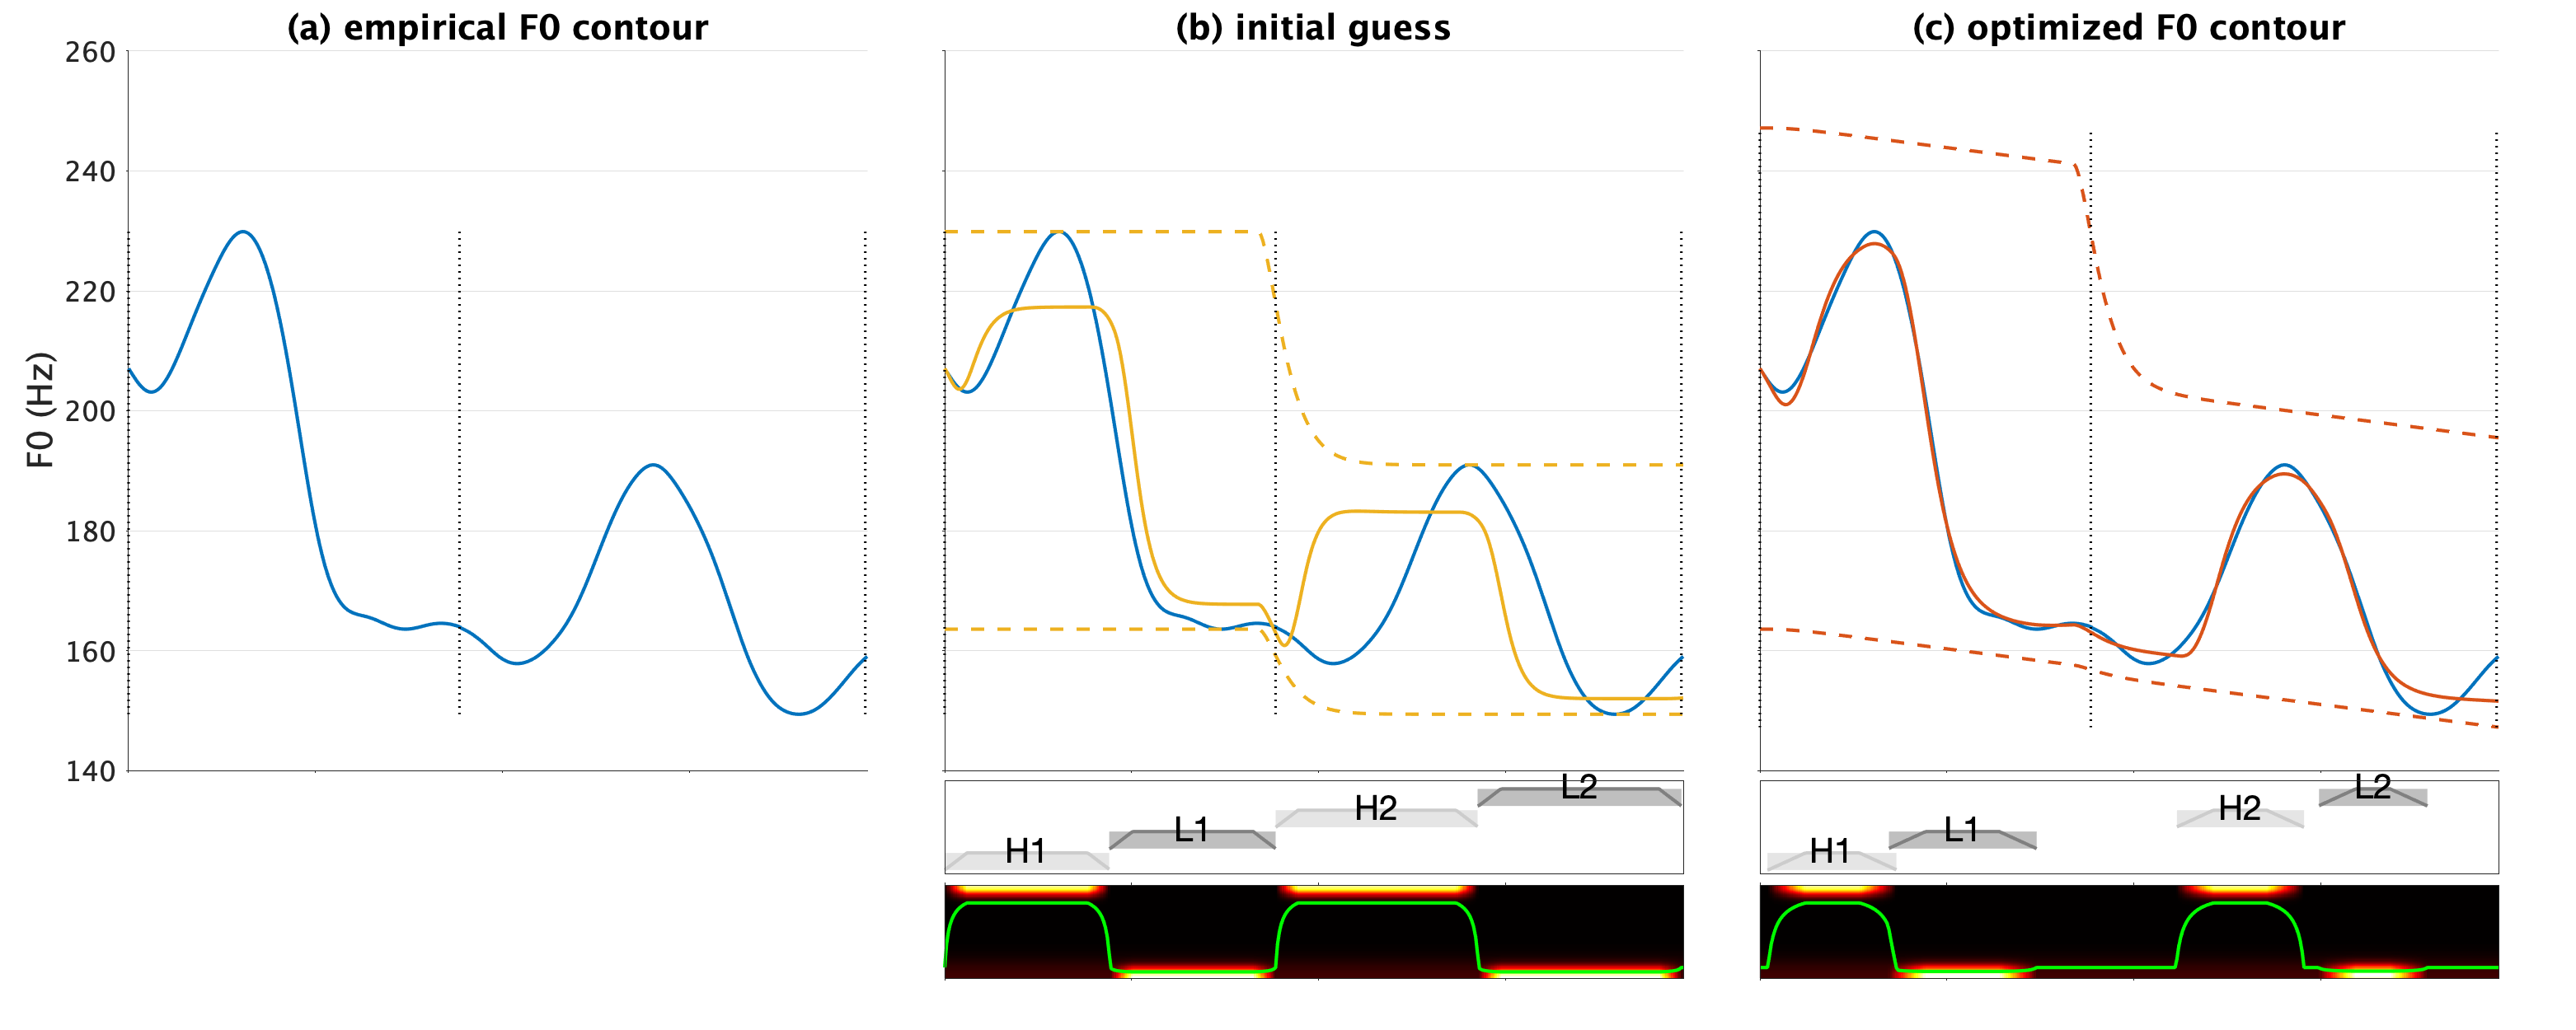 (a) empirical F0 contour
(b) initial guess
(c) optimized F0 contour
260
240
220
200
180
160
140
F0 (Hz)
H1
L1
H2
L2
H1
L1
H2
L2